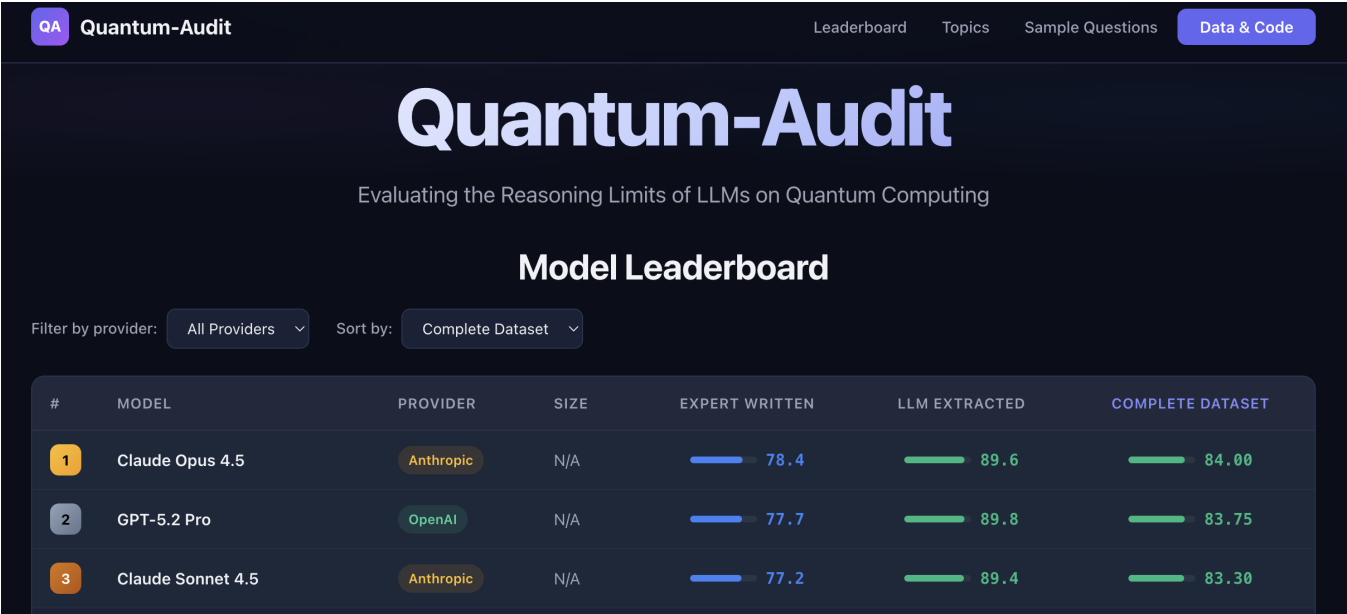 QA Quantum-Audit Leaderboard Topics Sample Questions Data & Code
Quantum-Audit
Evaluating the Reasoning Limits of LLMs on Quantum Computing
Model Leaderboard
Filter by provider: All Providers Sort by: Complete Dataset
# MODEL PROVIDER SIZE EXPERT WRITTEN LLM EXTRACTED COMPLETE DATASET
1 Claude Opus 4.5 Anthropic N/A 78.4 89.6 84.00
2 GPT-5.2 Pro OpenAI N/A 77.7 89.8 83.75
3 Claude Sonnet 4.5 Anthropic N/A 77.2 89.4 83.30